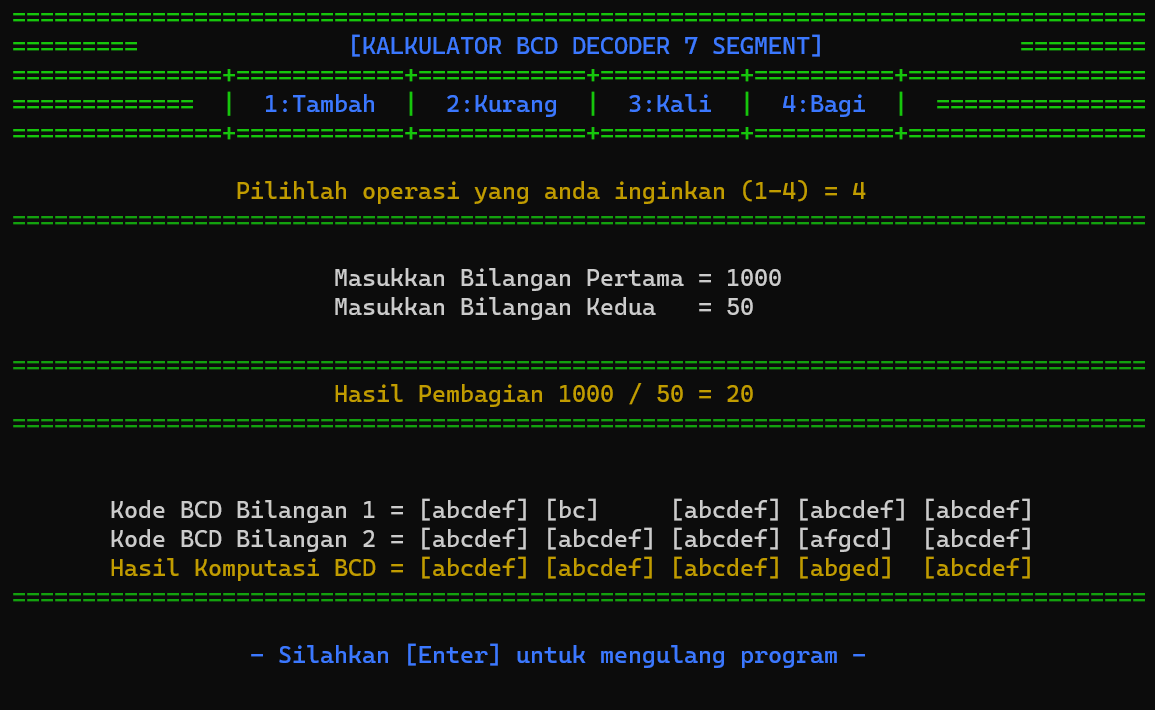 =================================================================================
=========               [KALKULATOR BCD DECODER 7 SEGMENT]              =========
===============+============+============+==========+==========+=================
=============  |  1:Tambah  |  2:Kurang  |  3:Kali  |  4:Bagi  |  ===============
===============+============+============+==========+==========+=================
Pilihlah operasi yang anda inginkan (1-4) = 4
=================================================================================
Masukkan Bilangan Pertama = 1000
Masukkan Bilangan Kedua   = 50
=================================================================================
Hasil Pembagian 1000 / 50 = 20
=================================================================================
Kode BCD Bilangan 1 = [abcdef] [bc]     [abcdef] [abcdef] [abcdef]
Kode BCD Bilangan 2 = [abcdef] [abcdef] [abcdef] [afgcd]  [abcdef]
Hasil Komputasi BCD = [abcdef] [abcdef] [abcdef] [abged]  [abcdef]
=================================================================================
- Silahkan [Enter] untuk mengulang program -